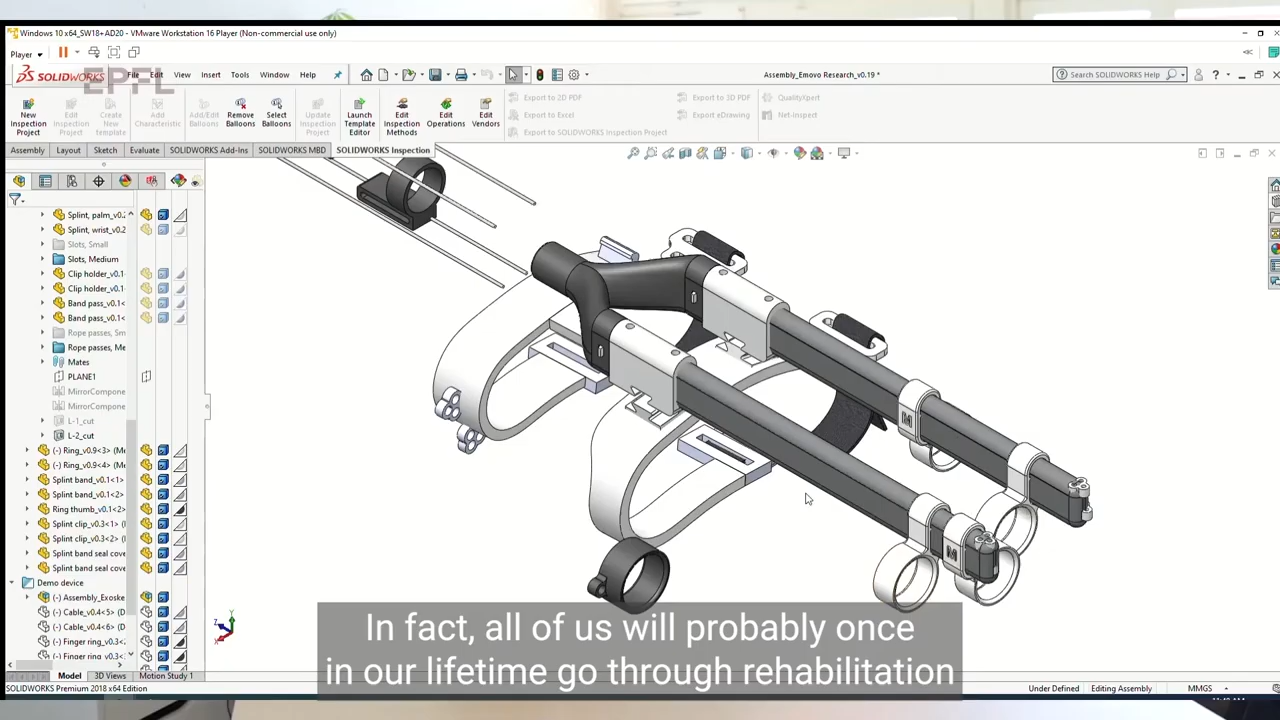 Windows 10 x64_SW18+AD20 - VMware Workstation 16 Player (Non-commercial use only)
Player
SOLIDWORKS
EPFL
File Edit View Insert Tools Window Help
Assembly_Emovo Research_v0.19 *
Search SOLIDWORKS Help
New Inspection Project
Edit Inspection Project
Create New template
Add Characteristic
Add/Edit Balloons
Remove Balloons
Select Balloons
Update Inspection Project
Launch Template Editor
Edit Inspection Methods
Edit Operations
Edit Vendors
Export to 2D PDF
Export to Excel
Export to SOLIDWORKS Inspection Project
Export to 3D PDF
Export eDrawing
QualityXpert
Net-Inspect
Assembly Layout Sketch Evaluate SOLIDWORKS Add-Ins SOLIDWORKS MBD SOLIDWORKS Inspection
Splint, palm_v0.2
Splint, wrist_v0.2
Slots, Small
Slots, Medium
Clip holder_v0.1
Clip holder_v0.1
Band pass_v0.1<
Band pass_v0.1<
Rope passes, Sm
Rope passes, Me
Mates
PLANE1
MirrorCompone
MirrorCompone
L-1_cut
L-2_cut
(-) Ring_v0.9<3> (Me
(-) Ring_v0.9<4> (Me
Splint band_v0.1<1>
Splint band_v0.1<2>
Ring thumb_v0.1<2>
Splint clip_v0.3<1> (
Splint clip_v0.3<2> (
Splint band seal cove
Splint band seal cove
Demo device
(-) Assembly_Exoske
(-) Cable_v0.4<5> (D
(-) Cable_v0.4<6> (D
(-) Finger ring_v0.3<
(-) Finger ring_v0.3<
M
M
Y
Z
X
In fact, all of us will probably once
in our lifetime go through rehabilitation
Model 3D Views Motion Study 1
SOLIDWORKS Premium 2018 x64 Edition
Under Defined Editing Assembly MMGS